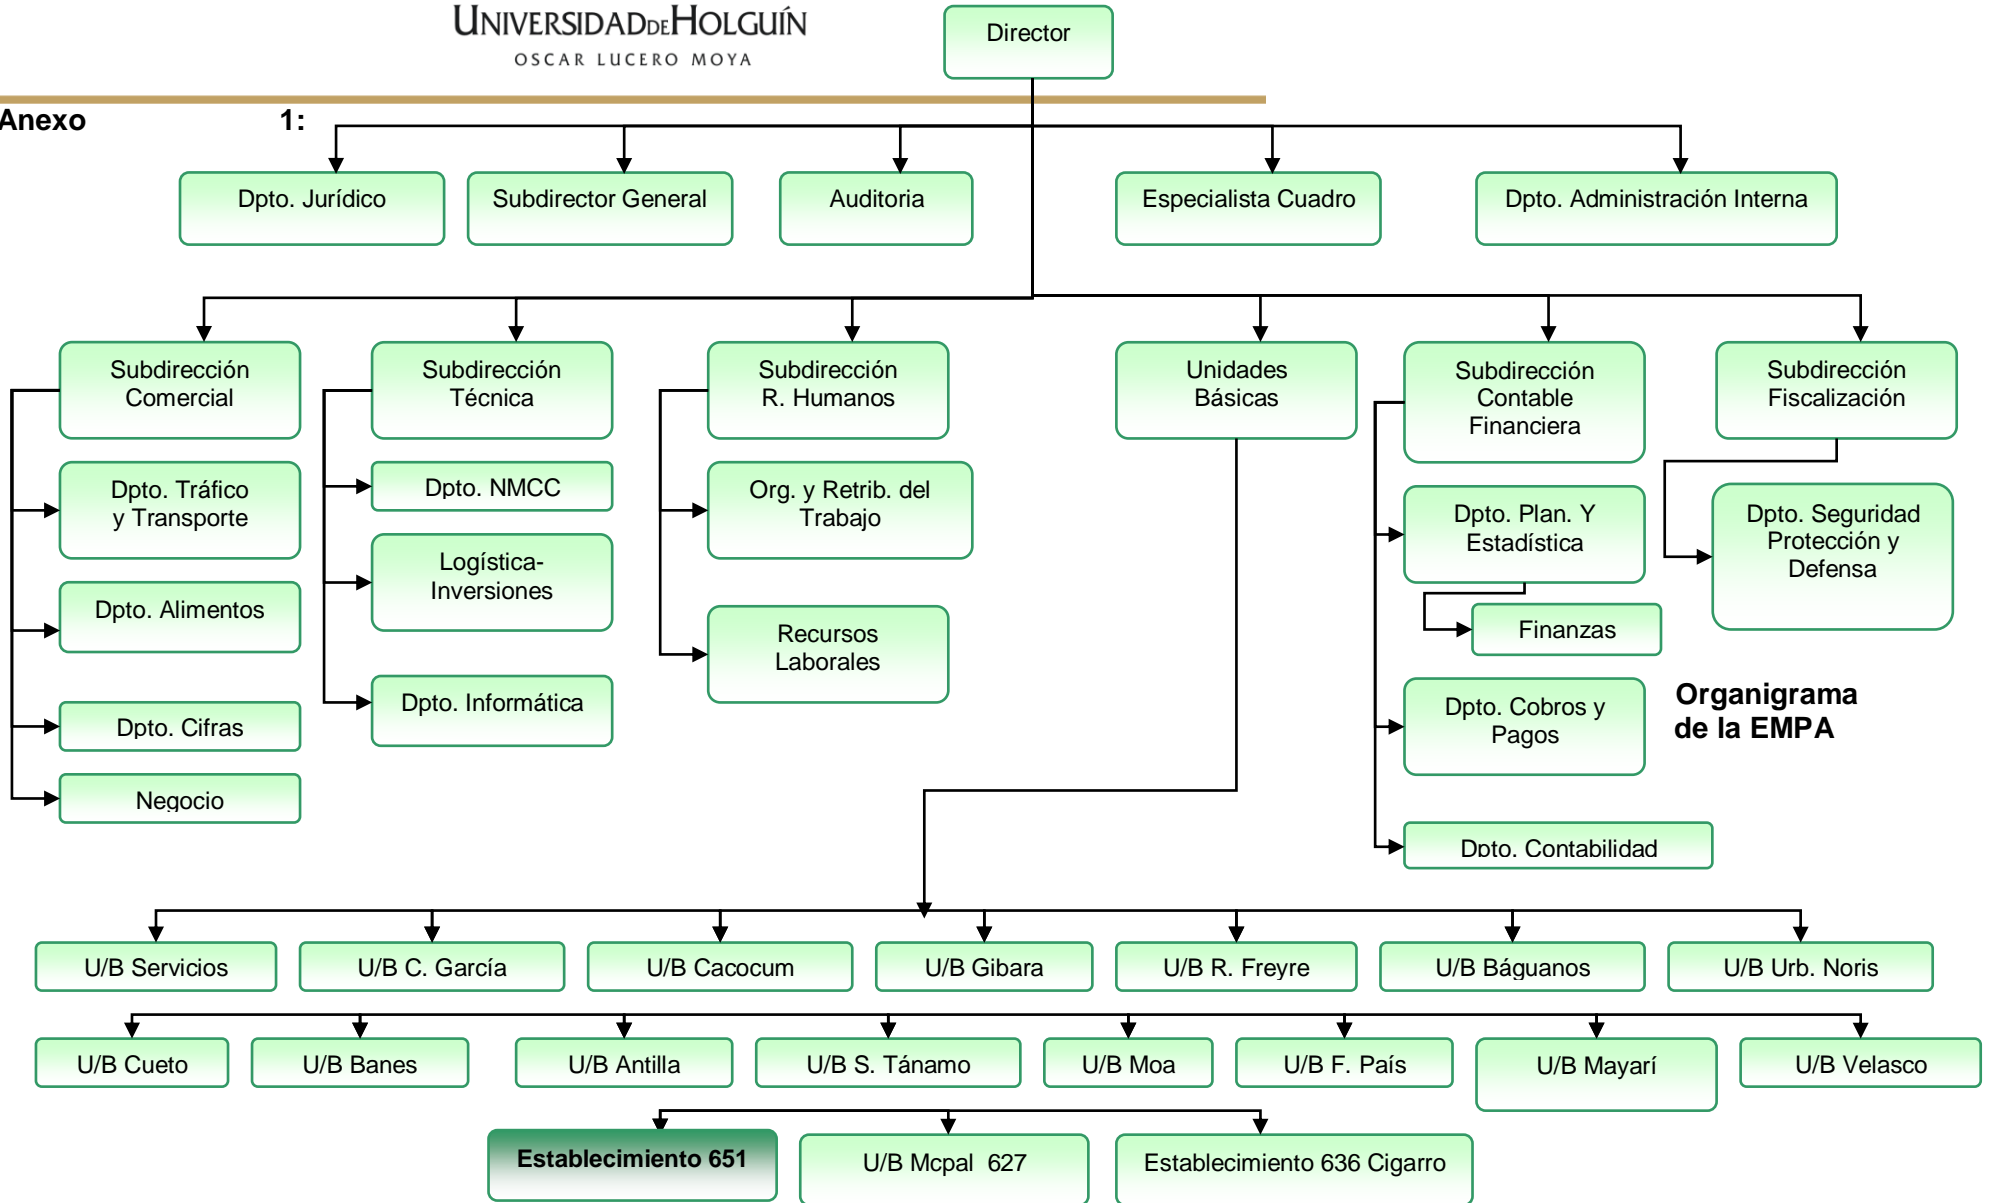 UNIVERSIDADDEHOLGUÍN
OSCAR LUCERO MOYA
Director
Anexo 1:
Dpto. Jurídico
Subdirector General
Auditoria
Especialista Cuadro
Dpto. Administración Interna
Subdirección
Comercial
Subdirección
Técnica
Subdirección
R. Humanos
Unidades
Básicas
Subdirección
Contable
Financiera
Subdirección
Fiscalización
Dpto. Tráfico
y Transporte
Dpto. NMCC
Org. y Retrib. del
Trabajo
Dpto. Plan. Y
Estadística
Dpto. Seguridad
Protección y
Defensa
Logística-
Inversiones
Dpto. Alimentos
Finanzas
Recursos
Laborales
Dpto. Informática
Dpto. Cifras
Dpto. Cobros y
Pagos
Organigrama
de la EMPA
Negocio
Dpto. Contabilidad
U/B Servicios
U/B C. García
U/B Cacocum
U/B Gibara
U/B R. Freyre
U/B Báguanos
U/B Urb. Noris
U/B Cueto
U/B Banes
U/B Antilla
U/B S. Tánamo
U/B Moa
U/B F. País
U/B Mayarí
U/B Velasco
Establecimiento 651
U/B Mcpal 627
Establecimiento 636 Cigarro